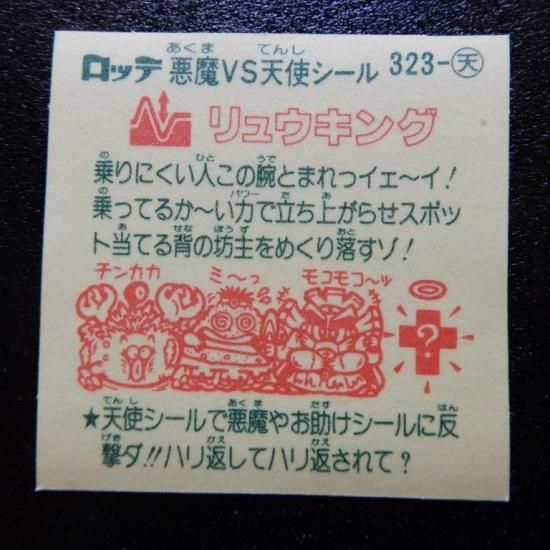 ロッテ 悪魔VS天使シール 323-天
リュウキング
乗りにくい人この腕とまれっイェ〜イ!
乗ってるか〜い力で立ち上がらせスポッ
ト当てる背の坊主をめくり落すゾ!
チンカカ ミ〜っ モコモコ〜ッ
?
★天使シールで悪魔やお助けシールに反
撃ダ!!ハリ返してハリ返されて?